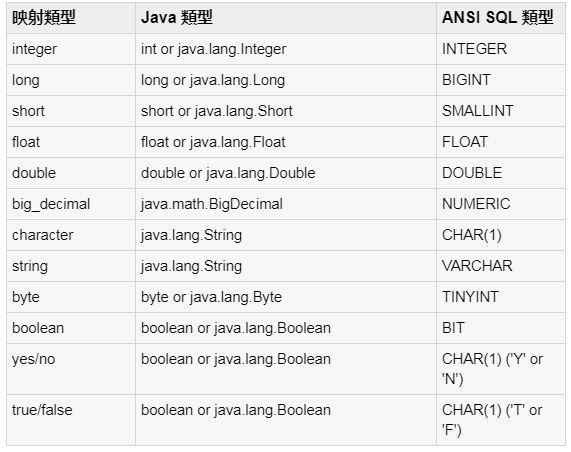 映射類型 Java 類型 ANSI SQL 類型
integer int or java.lang.Integer INTEGER
long long or java.lang.Long BIGINT
short short or java.lang.Short SMALLINT
float float or java.lang.Float FLOAT
double double or java.lang.Double DOUBLE
big_decimal java.math.BigDecimal NUMERIC
character java.lang.String CHAR(1)
string java.lang.String VARCHAR
byte byte or java.lang.Byte TINYINT
boolean boolean or java.lang.Boolean BIT
yes/no boolean or java.lang.Boolean CHAR(1) ('Y' or
'N')
true/false boolean or java.lang.Boolean CHAR(1) ('T' or
'F')